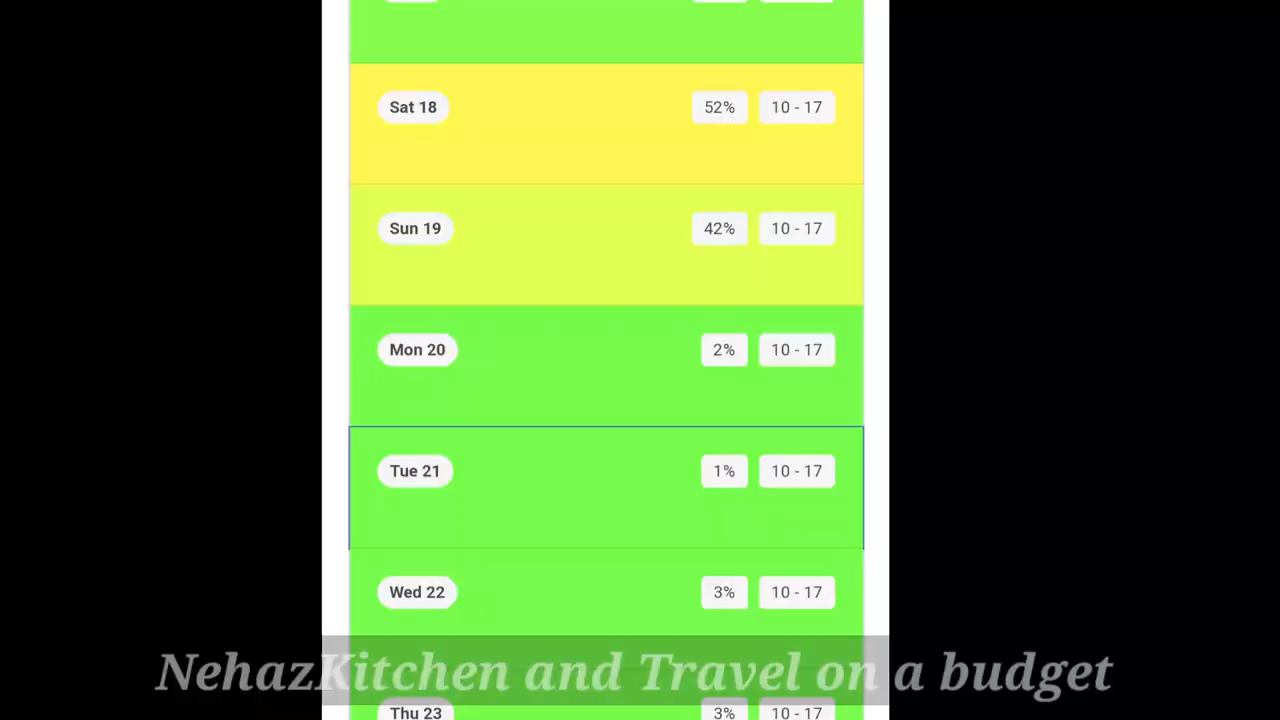 Sat 18 52% 10 - 17
Sun 19 42% 10 - 17
Mon 20 2% 10 - 17
Tue 21 1% 10 - 17
Wed 22 3% 10 - 17
NehazKitchen and Travel on a budget
Thu 23 3% 10 - 17